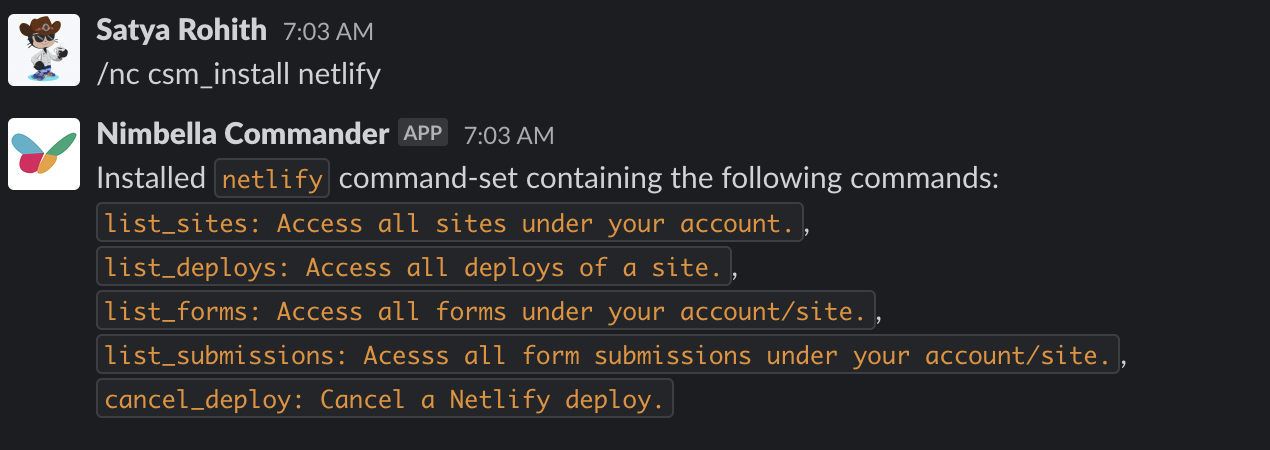 Satya Rohith 7:03 AM
/nc csm_install netlify
Nimbella Commander APP 7:03 AM
Installed netlify command-set containing the following commands:
list_sites: Access all sites under your account.,
list_deploys: Access all deploys of a site.,
list_forms: Access all forms under your account/site.,
list_submissions: Acesss all form submissions under your account/site.,
cancel_deploy: Cancel a Netlify deploy.